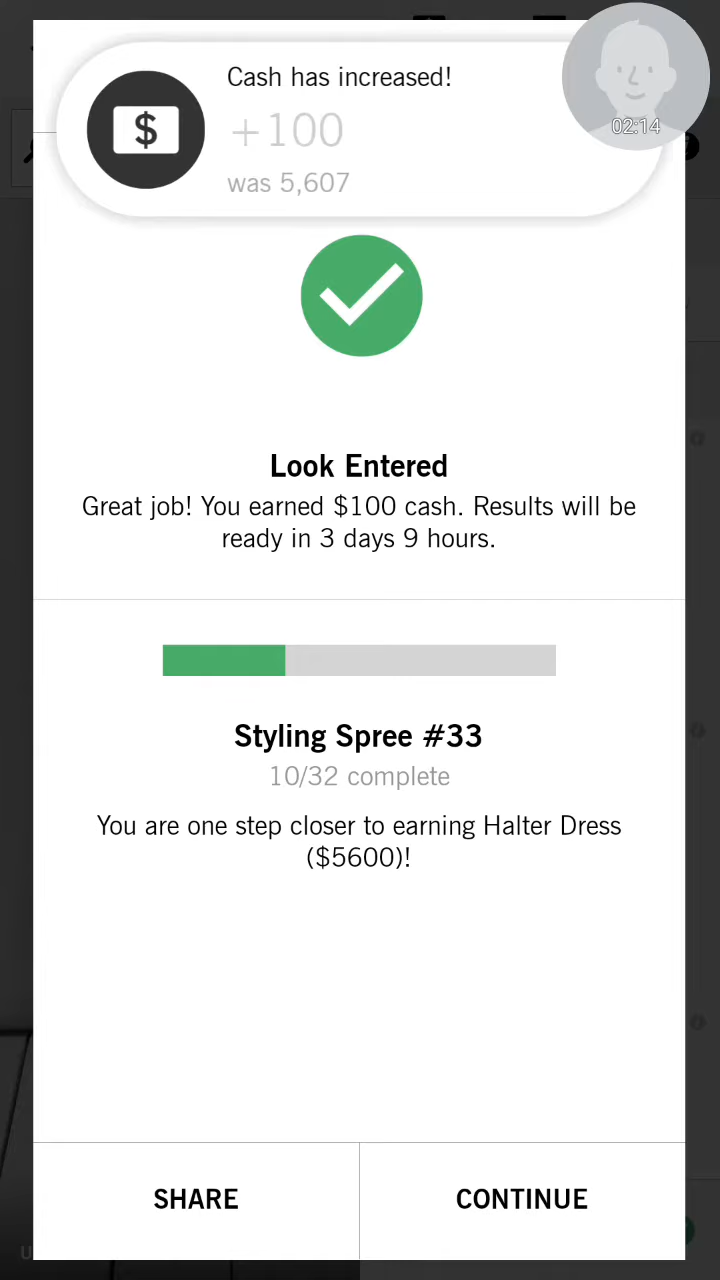 Cash has increased!
+100
was 5,607
02:14
Look Entered
Great job! You earned $100 cash. Results will be
ready in 3 days 9 hours.
Styling Spree #33
10/32 complete
You are one step closer to earning Halter Dress
($5600)!
SHARE
CONTINUE